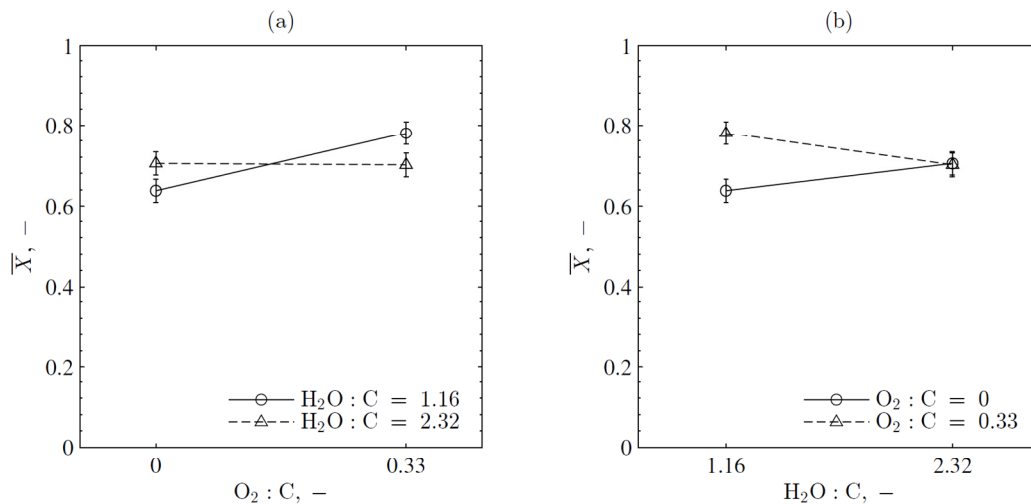 (a)
1
0.8
0.6
0.4
0.2
0
X̅, −
H₂O : C = 1.16
H₂O : C = 2.32
0 0.33
O₂ : C, −
(b)
1
0.8
0.6
0.4
0.2
0
X̅, −
O₂ : C = 0
O₂ : C = 0.33
1.16 2.32
H₂O : C, −